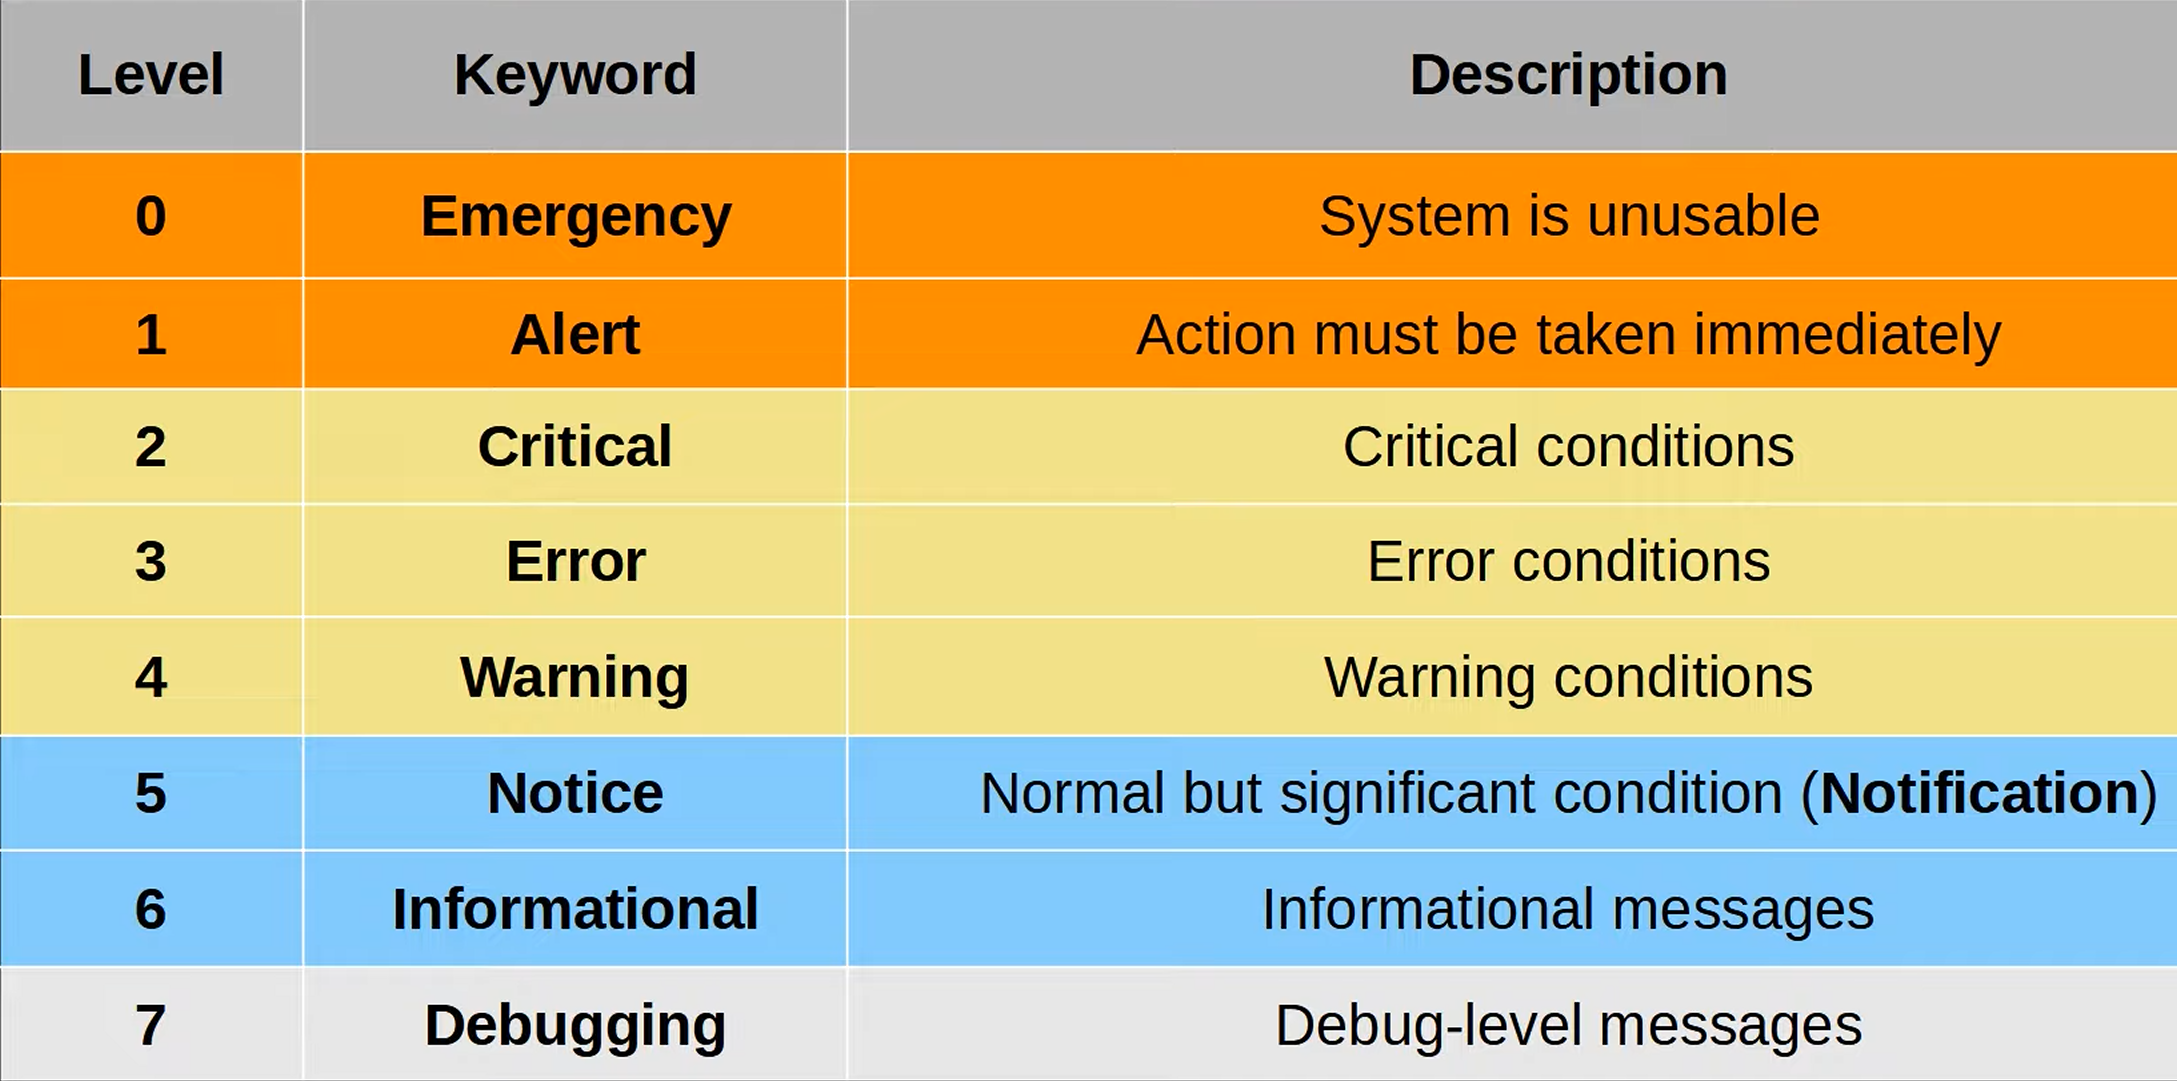 Level Keyword Description
0 Emergency System is unusable
1 Alert Action must be taken immediately
2 Critical Critical conditions
3 Error Error conditions
4 Warning Warning conditions
5 Notice Normal but significant condition (Notification)
6 Informational Informational messages
7 Debugging Debug-level messages